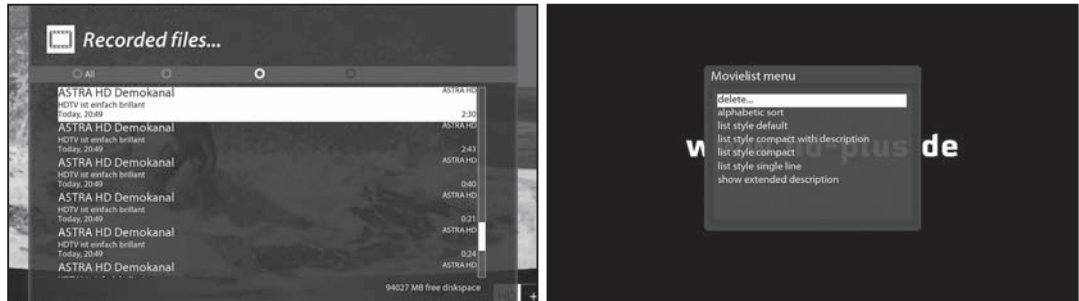 Recorded files...
All
ASTRA HD Demokanal ASTRA HD
HDTV ist einfach brillant
Today, 20:49 2:30
ASTRA HD Demokanal ASTRA HD
HDTV ist einfach brillant
Today, 20:49 2:43
ASTRA HD Demokanal ASTRA HD
HDTV ist einfach brillant
Today, 20:49 0:40
ASTRA HD Demokanal ASTRA HD
HDTV ist einfach brillant
Today, 20:49 0:21
ASTRA HD Demokanal ASTRA HD
HDTV ist einfach brillant
Today, 20:49 0:24
ASTRA HD Demokanal ASTRA HD
HDTV ist einfach brillant
94027 MB free diskspace
HD +
Movielist menu
delete...
alphabetic sort
list style default
list style compact with description
list style compact
list style single line
show extended description
de